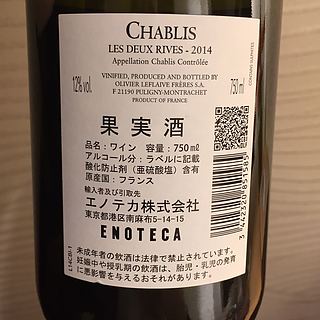 CHABLIS
LES DEUX RIVES - 2014
Appellation Chablis Contrôlée
VINIFIED, PRODUCED AND BOTTLED BY
OLIVIER LEFLAIVE FRÈRES S.A.
F 21190 PULIGNY-MONTRACHET
PRODUCT OF FRANCE
12% vol.
750 ml
CONTAINS SULPHITES
果実酒
品名：ワイン 容量：750mℓ
アルコール分：ラベルに記載
酸化防止剤（亜硫酸塩）含有
原産国：フランス
輸入者及び引取先
エノテカ株式会社
東京都港区南麻布5-14-15
ENOTECA
未成年者の飲酒は法律で禁止されています。
妊娠中や授乳期の飲酒は、胎児・乳児の発育
に悪影響を与えるおそれがあります。